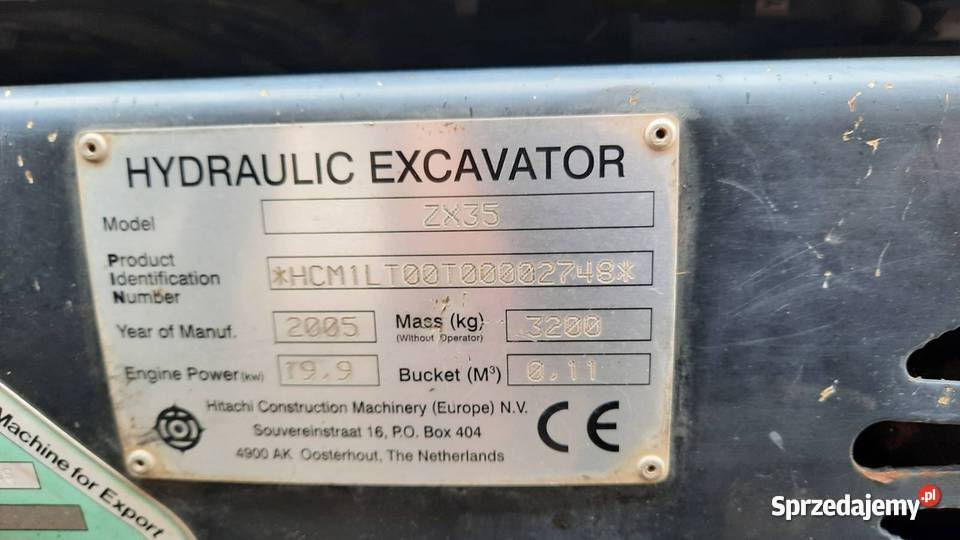 HYDRAULIC EXCAVATOR
Model ZX35
Product Identification Number *HCM1LT00T00002748*
Year of Manuf. 2005 Mass (kg) 3200
(Without Operator)
Engine Power (kw) 19,9 Bucket (M³) 0,11
Hitachi Construction Machinery (Europe) N.V.
Souvereinstraat 16, P.O. Box 404
4900 AK Oosterhout, The Netherlands
CE
Machine for Export
Sprzedajemy.pl